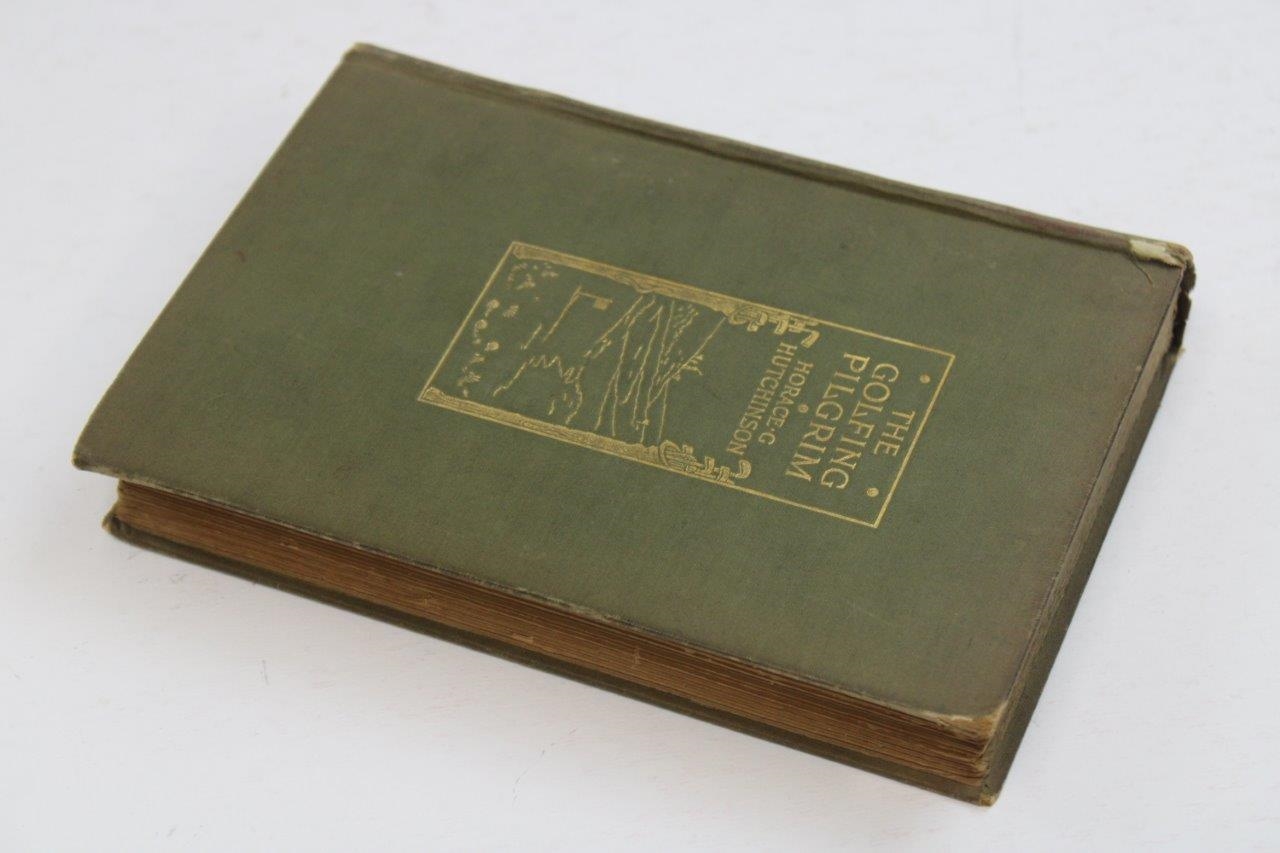 THE
GOLFING
PILGRIM
HORACE·G
HUTCHINSON